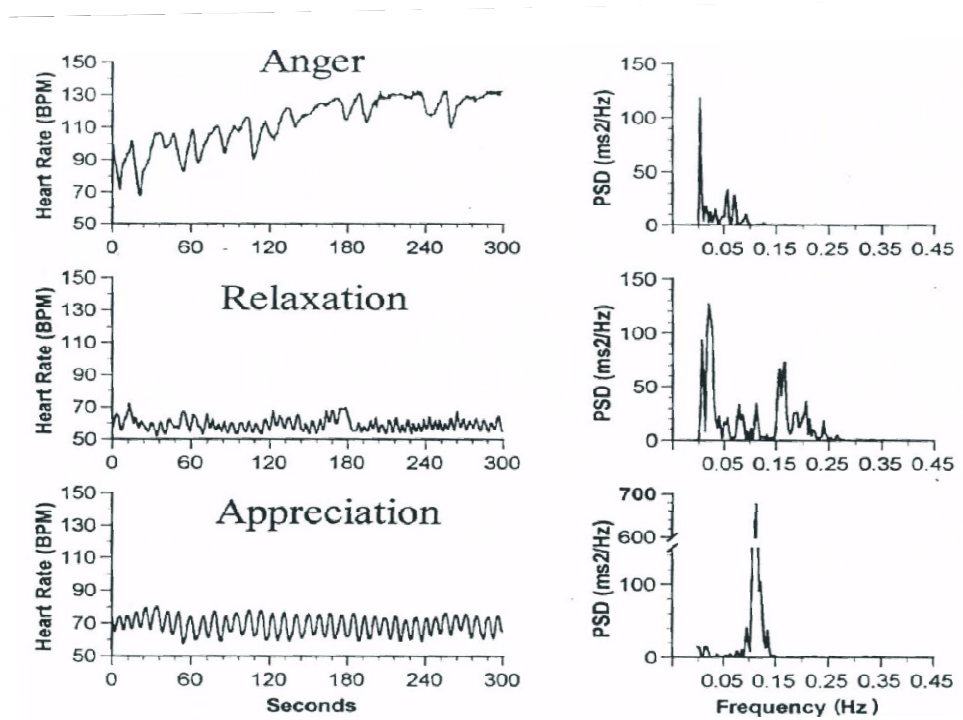 Anger
Heart Rate (BPM)
150
130
110
90
70
50
0 60 120 180 240 300
PSD (ms2/Hz)
150
100
50
0
0.05 0.15 0.25 0.35 0.45
Relaxation
Heart Rate (BPM)
150
130
110
90
70
50
0 60 120 180 240 300
PSD (ms2/Hz)
150
100
50
0
0.05 0.15 0.25 0.35 0.45
Appreciation
Heart Rate (BPM)
150
130
110
90
70
50
0 60 120 180 240 300
Seconds
PSD (ms2/Hz)
700
600
100
0
0.05 0.15 0.25 0.35 0.45
Frequency (Hz)